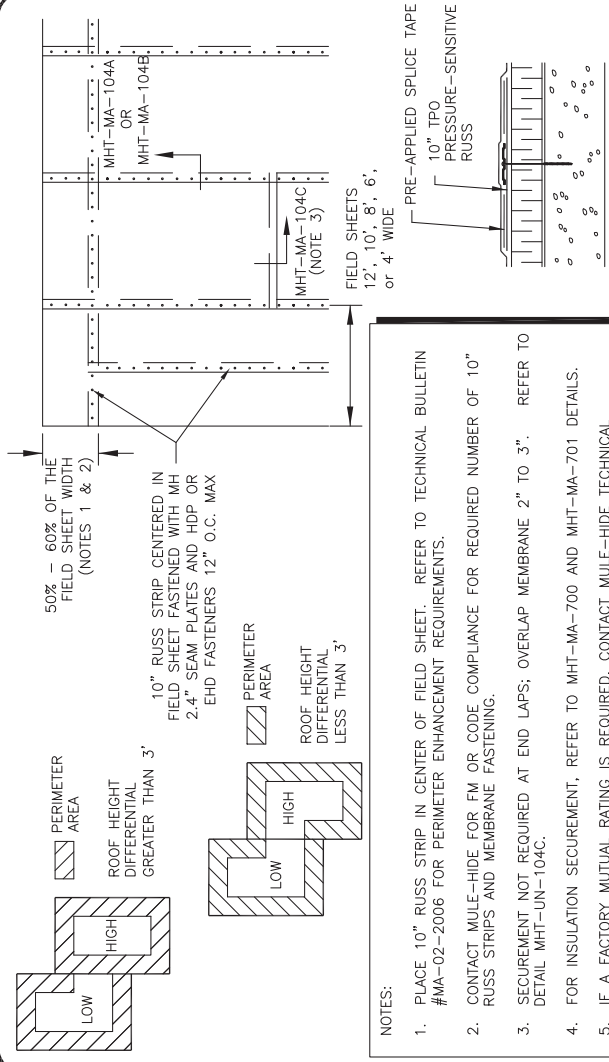 PERIMETER
AREA
ROOF HEIGHT
DIFFERENTIAL
GREATER THAN 3'
LOW
HIGH
PERIMETER
AREA
ROOF HEIGHT
DIFFERENTIAL
LESS THAN 3'
LOW
HIGH
50% – 60% OF THE
FIELD SHEET WIDTH
(NOTES 1 & 2)
10" RUSS STRIP CENTERED IN
FIELD SHEET FASTENED WITH MH
2.4" SEAM PLATES AND HDP OR
EHD FASTENERS 12" O.C. MAX
MHT-MA-104A
OR
MHT-MA-104B
MHT-MA-104C
(NOTE 3)
FIELD SHEETS
12', 10', 8', 6',
or 4' WIDE
PRE-APPLIED SPLICE TAPE
10" TPO
PRESSURE-SENSITIVE
RUSS
NOTES:
1. PLACE 10" RUSS STRIP IN CENTER OF FIELD SHEET. REFER TO TECHNICAL BULLETIN
#MA-02-2006 FOR PERIMETER ENHANCEMENT REQUIREMENTS.
2. CONTACT MULE-HIDE FOR FM OR CODE COMPLIANCE FOR REQUIRED NUMBER OF 10"
RUSS STRIPS AND MEMBRANE FASTENING.
3. SECUREMENT NOT REQUIRED AT END LAPS; OVERLAP MEMBRANE 2" TO 3". REFER TO
DETAIL MHT-UN-104C.
4. FOR INSULATION SECUREMENT, REFER TO MHT-MA-700 AND MHT-MA-701 DETAILS.
5. IF A FACTORY MUTUAL RATING IS REQUIRED, CONTACT MULE-HIDE TECHNICAL